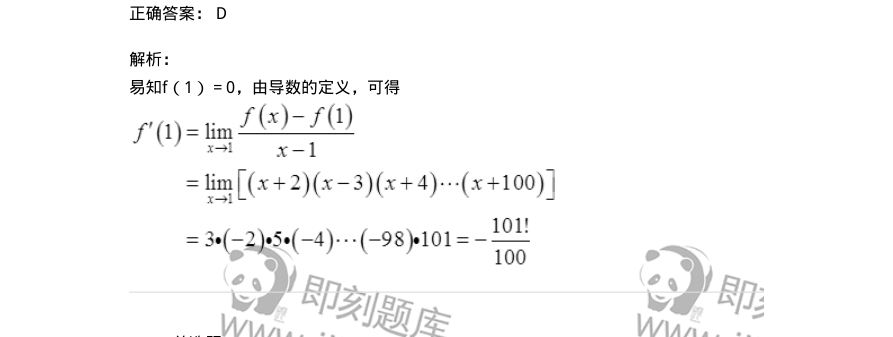 正确答案： D
解析：
易知f（1）=0，由导数的定义，可得
f′(1)=lim_{x→1} \frac{f(x)−f(1)}{x−1}
=lim_{x→1}[(x+2)(x−3)(x+4)⋯(x+100)]
=3•(−2)•5•(−4)⋯(−98)•101=−\frac{101!}{100}
即刻题库
即刻